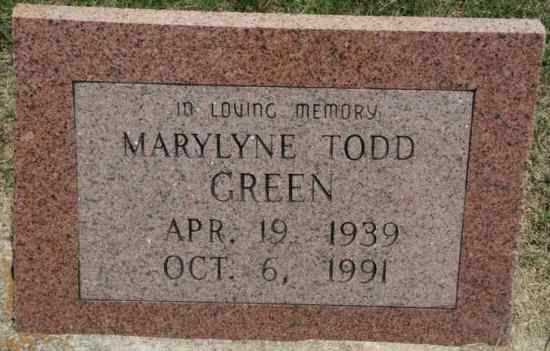 IN LOVING MEMORY
MARYLYNE TODD
GREEN
APR. 19 1939
OCT. 6, 1991